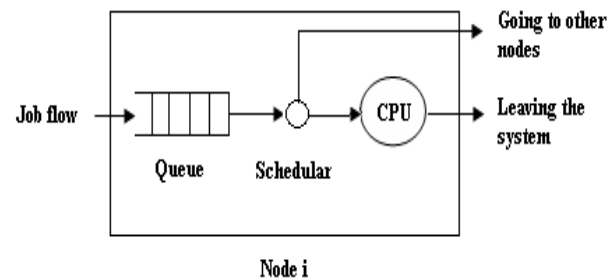 Going to other
nodes
Job flow
CPU
Leaving the
system
Queue
Schedular
Node i